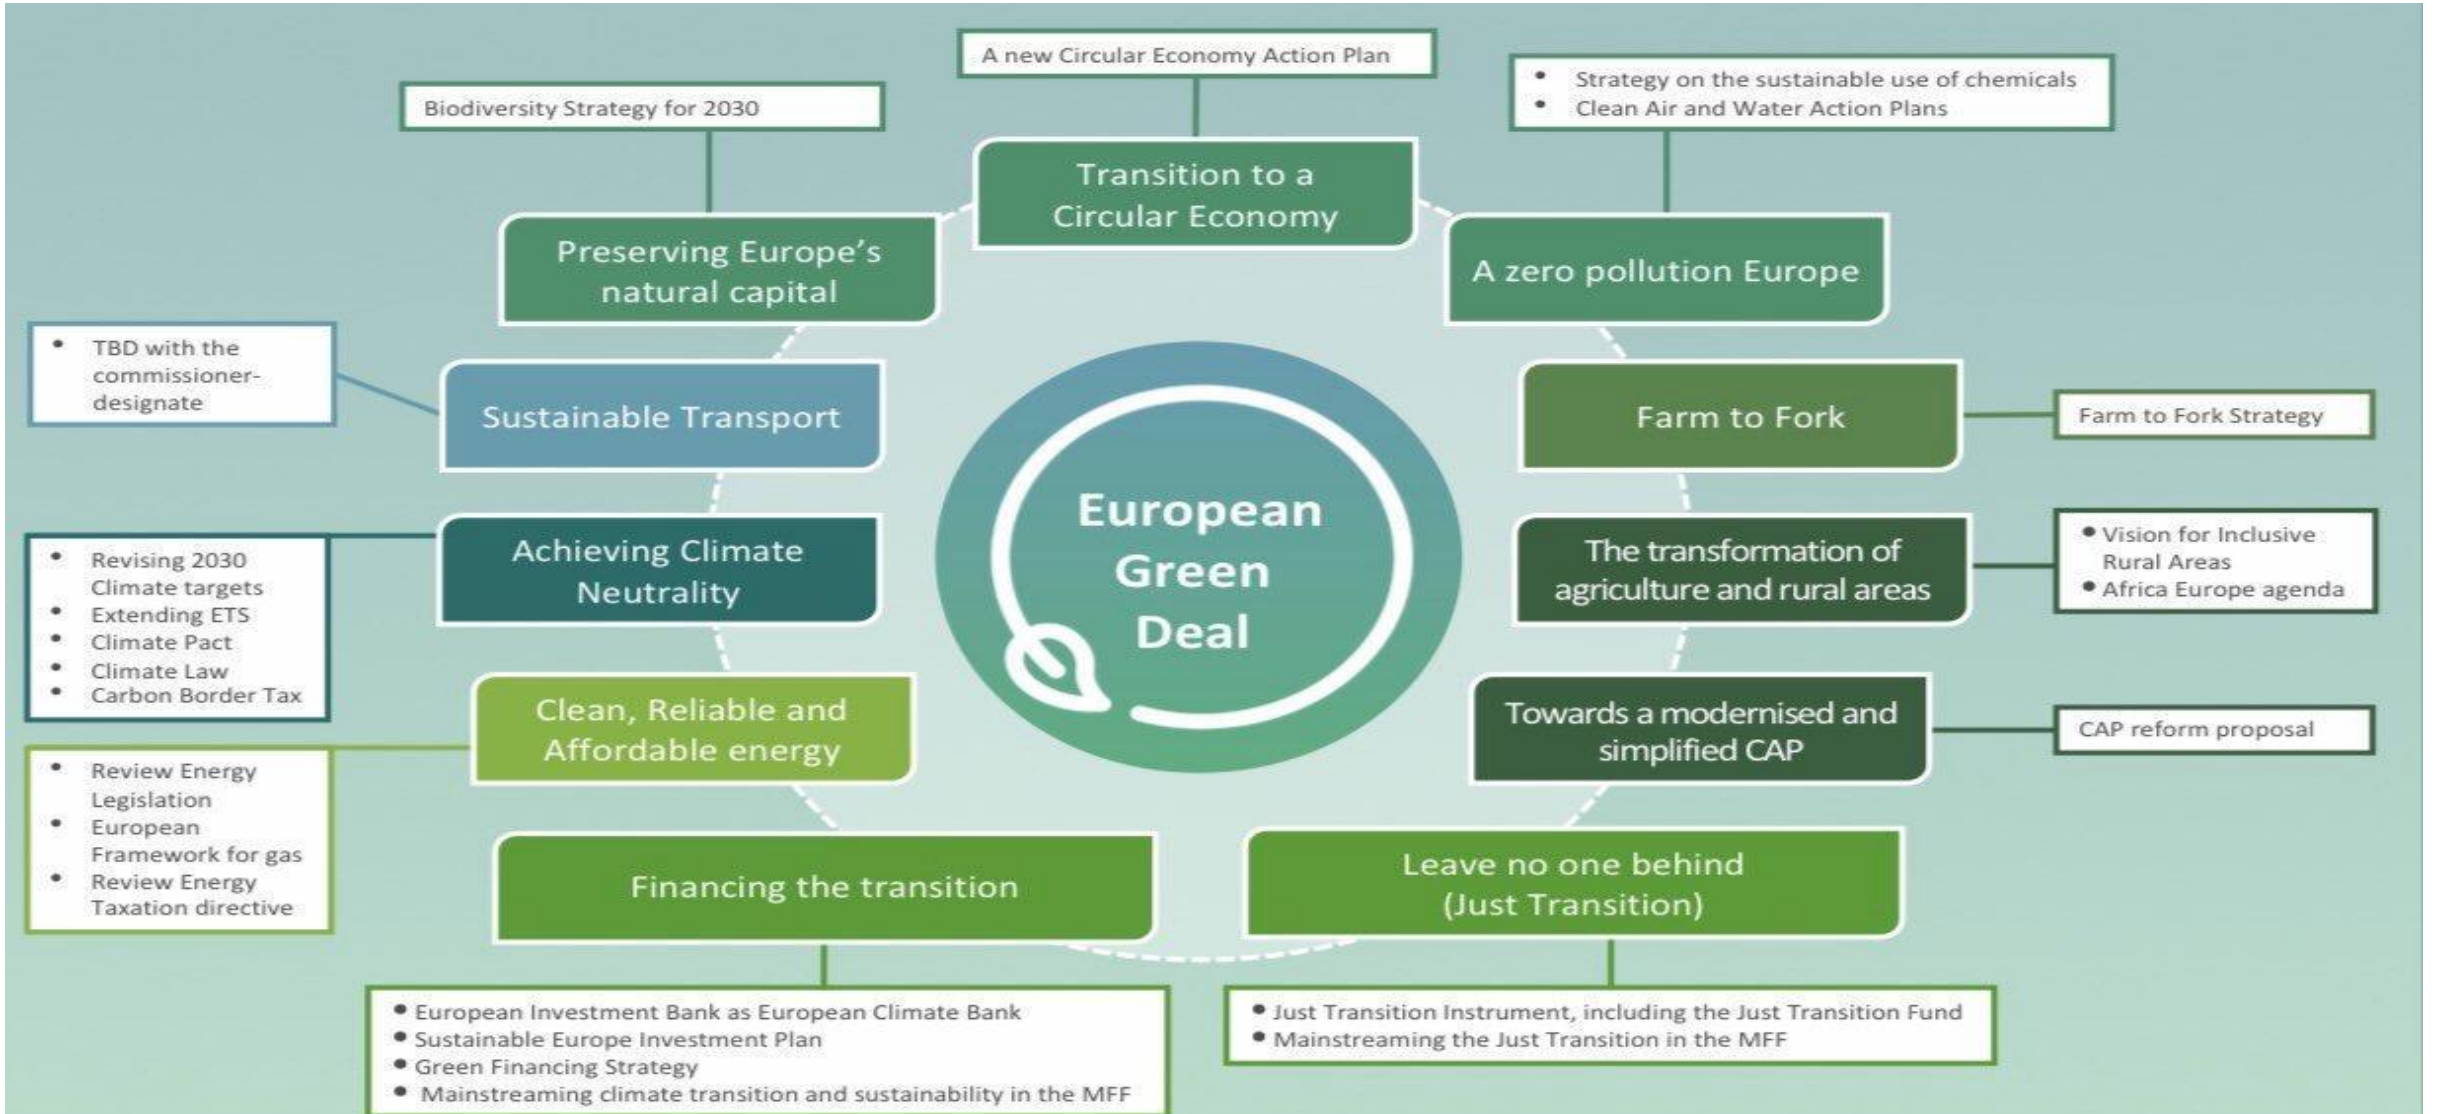 A new Circular Economy Action Plan
• Strategy on the sustainable use of chemicals
• Clean Air and Water Action Plans
Biodiversity Strategy for 2030
Transition to a
Circular Economy
Preserving Europe’s
natural capital
A zero pollution Europe
• TBD with the
commissioner-
designate
Sustainable Transport
Farm to Fork
Farm to Fork Strategy
European
Green
Deal
• Revising 2030
Climate targets
• Extending ETS
• Climate Pact
• Climate Law
• Carbon Border Tax
Achieving Climate
Neutrality
The transformation of
agriculture and rural areas
• Vision for Inclusive
Rural Areas
• Africa Europe agenda
Clean, Reliable and
Affordable energy
Towards a modernised and
simplified CAP
CAP reform proposal
• Review Energy
Legislation
• European
Framework for gas
• Review Energy
Taxation directive
Financing the transition
Leave no one behind
(Just Transition)
• European Investment Bank as European Climate Bank
• Sustainable Europe Investment Plan
• Green Financing Strategy
• Mainstreaming climate transition and sustainability in the MFF
• Just Transition Instrument, including the Just Transition Fund
• Mainstreaming the Just Transition in the MFF